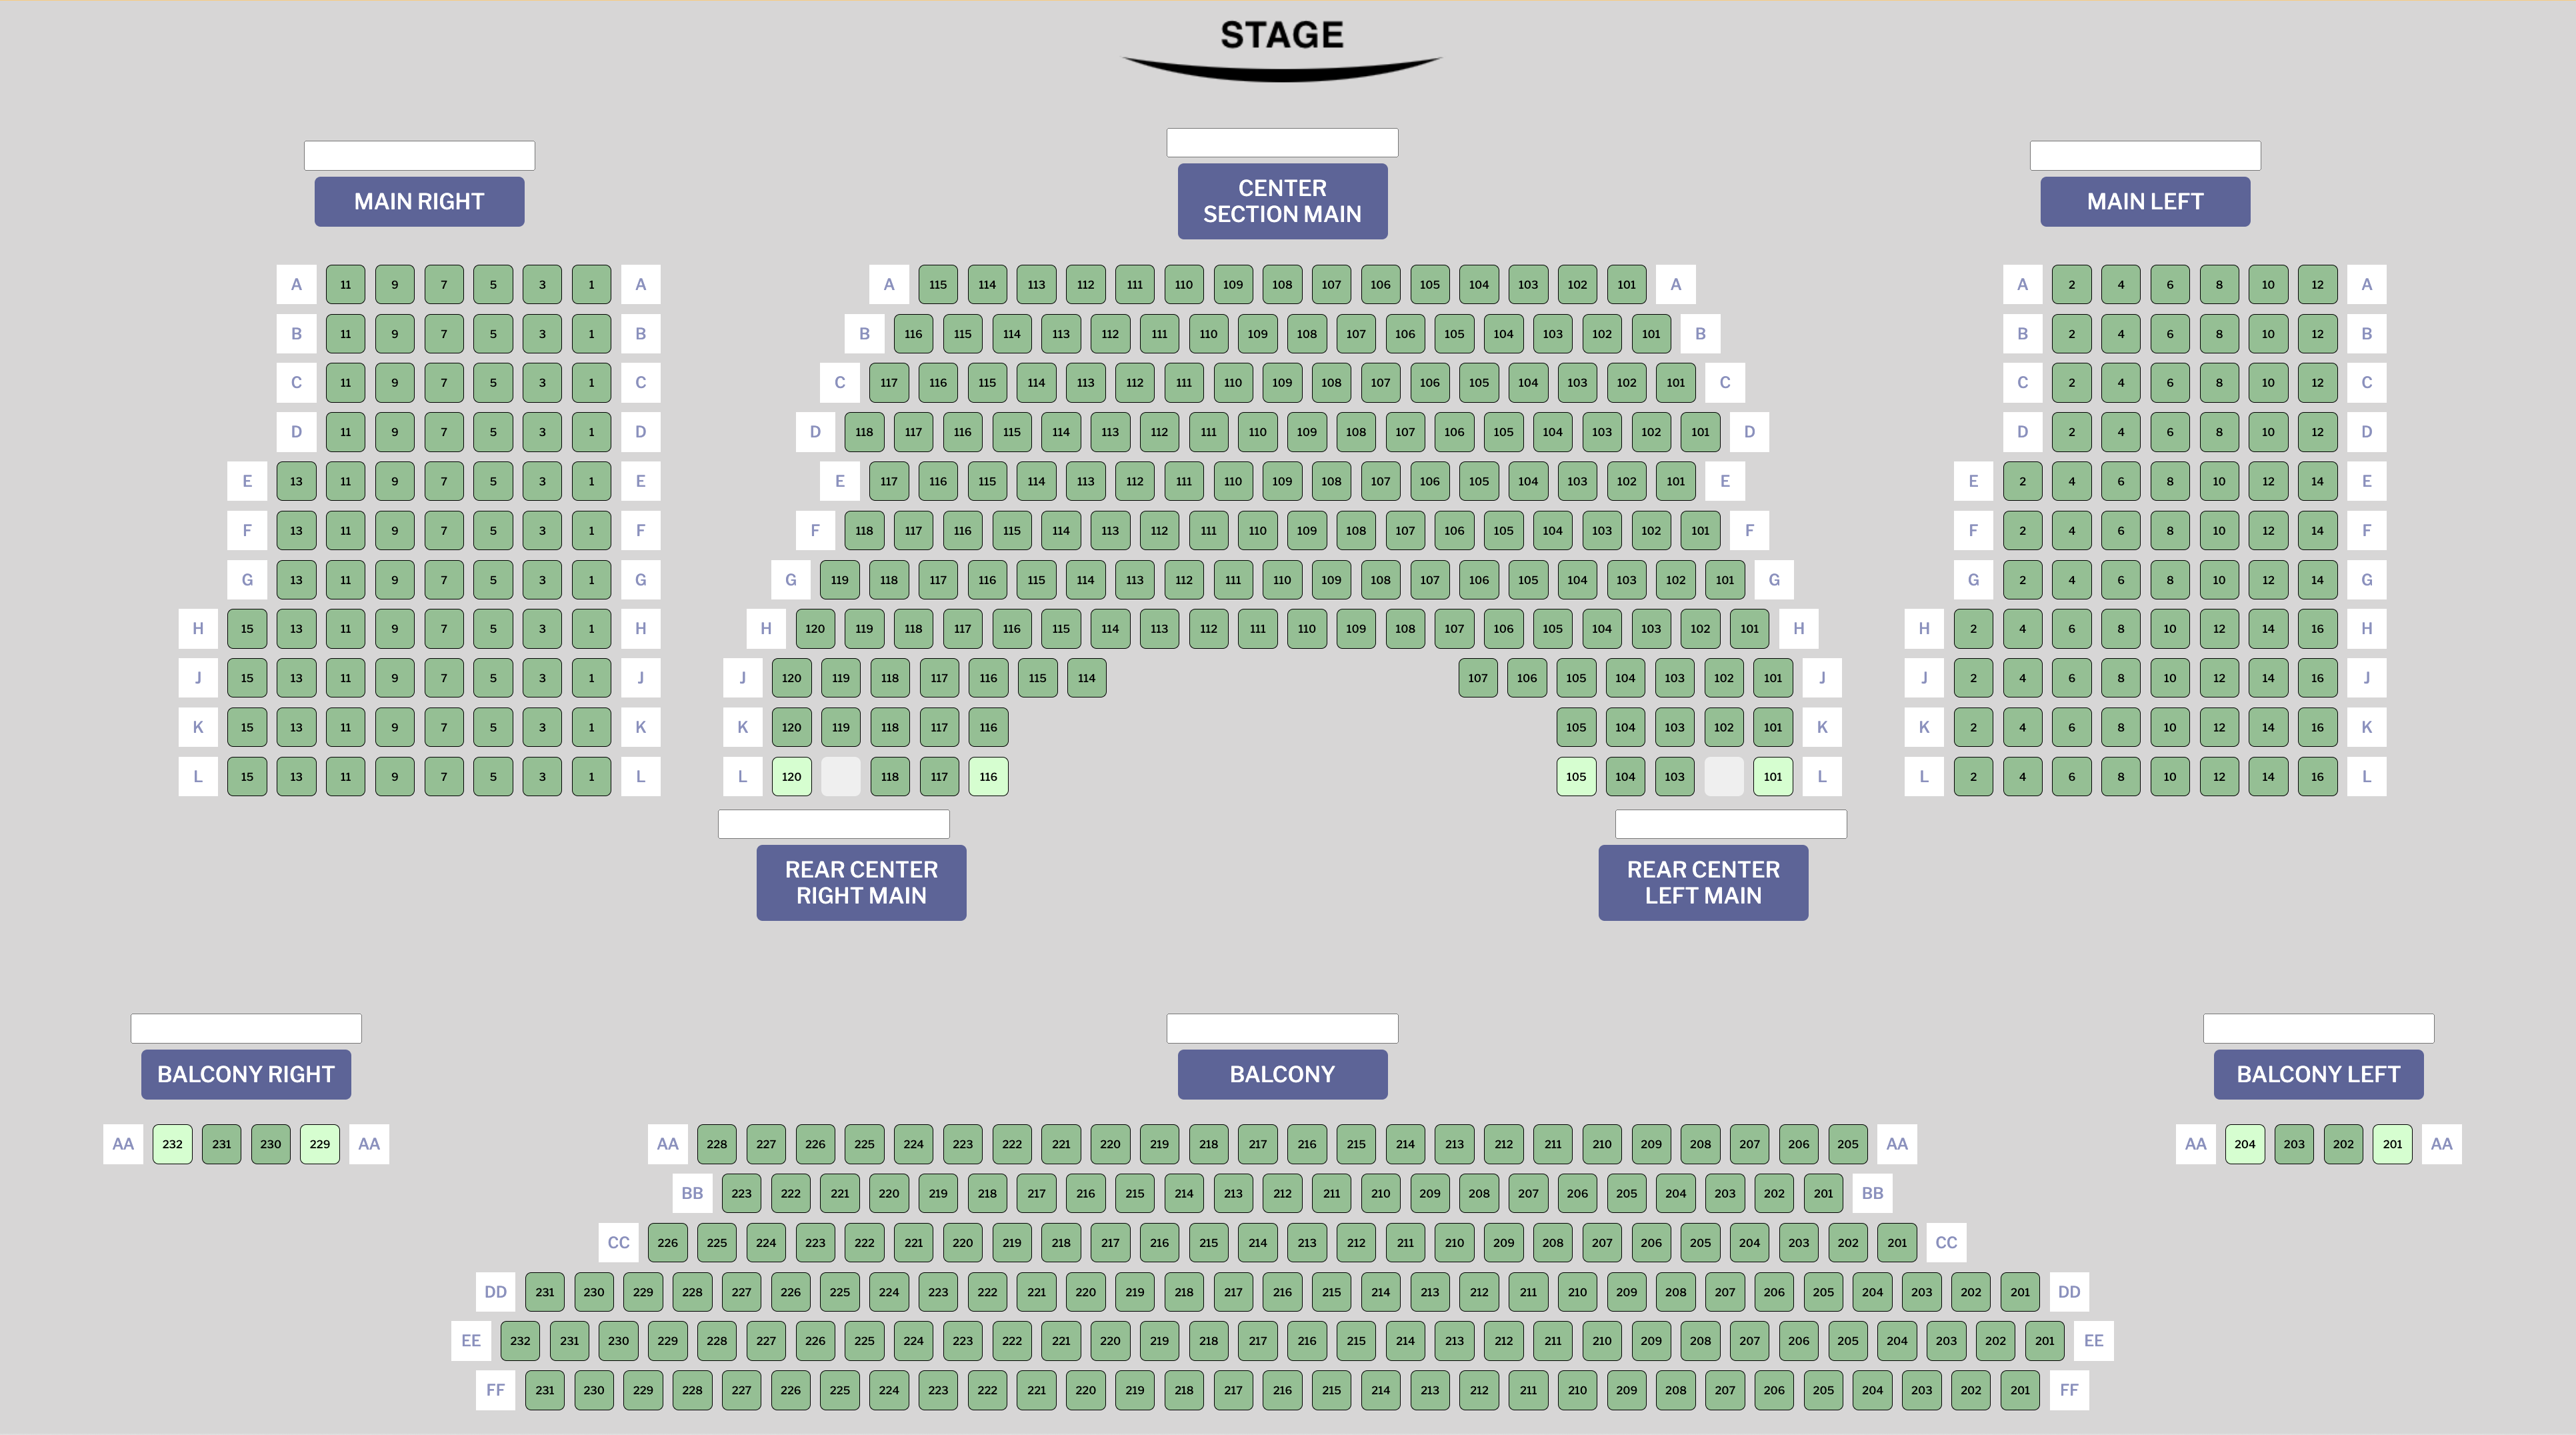 STAGE
MAIN RIGHT
CENTER
SECTION MAIN
MAIN LEFT
A 11 9 7 5 3 1 A A 115 114 113 112 111 110 109 108 107 106 105 104 103 102 101 A A 2 4 6 8 10 12 A
B 11 9 7 5 3 1 B B 116 115 114 113 112 111 110 109 108 107 106 105 104 103 102 101 B B 2 4 6 8 10 12 B
C 11 9 7 5 3 1 C C 117 116 115 114 113 112 111 110 109 108 107 106 105 104 103 102 101 C C 2 4 6 8 10 12 C
D 11 9 7 5 3 1 D D 118 117 116 115 114 113 112 111 110 109 108 107 106 105 104 103 102 101 D D 2 4 6 8 10 12 D
E 13 11 9 7 5 3 1 E E 117 116 115 114 113 112 111 110 109 108 107 106 105 104 103 102 101 E E 2 4 6 8 10 12 14 E
F 13 11 9 7 5 3 1 F F 118 117 116 115 114 113 112 111 110 109 108 107 106 105 104 103 102 101 F F 2 4 6 8 10 12 14 F
G 13 11 9 7 5 3 1 G G 119 118 117 116 115 114 113 112 111 110 109 108 107 106 105 104 103 102 101 G G 2 4 6 8 10 12 14 G
H 15 13 11 9 7 5 3 1 H H 120 119 118 117 116 115 114 113 112 111 110 109 108 107 106 105 104 103 102 101 H H 2 4 6 8 10 12 14 16 H
J 15 13 11 9 7 5 3 1 J J 120 119 118 117 116 115 114 107 106 105 104 103 102 101 J J 2 4 6 8 10 12 14 16 J
K 15 13 11 9 7 5 3 1 K K 120 119 118 117 116 105 104 103 102 101 K K 2 4 6 8 10 12 14 16 K
L 15 13 11 9 7 5 3 1 L L 120 118 117 116 105 104 103 101 L L 2 4 6 8 10 12 14 16 L
REAR CENTER
RIGHT MAIN
REAR CENTER
LEFT MAIN
BALCONY RIGHT
BALCONY
BALCONY LEFT
AA 232 231 230 229 AA AA 228 227 226 225 224 223 222 221 220 219 218 217 216 215 214 213 212 211 210 209 208 207 206 205 AA AA 204 203 202 201 AA
BB 223 222 221 220 219 218 217 216 215 214 213 212 211 210 209 208 207 206 205 204 203 202 201 BB
CC 226 225 224 223 222 221 220 219 218 217 216 215 214 213 212 211 210 209 208 207 206 205 204 203 202 201 CC
DD 231 230 229 228 227 226 225 224 223 222 221 220 219 218 217 216 215 214 213 212 211 210 209 208 207 206 205 204 203 202 201 DD
EE 232 231 230 229 228 227 226 225 224 223 222 221 220 219 218 217 216 215 214 213 212 211 210 209 208 207 206 205 204 203 202 201 EE
FF 231 230 229 228 227 226 225 224 223 222 221 220 219 218 217 216 215 214 213 212 211 210 209 208 207 206 205 204 203 202 201 FF